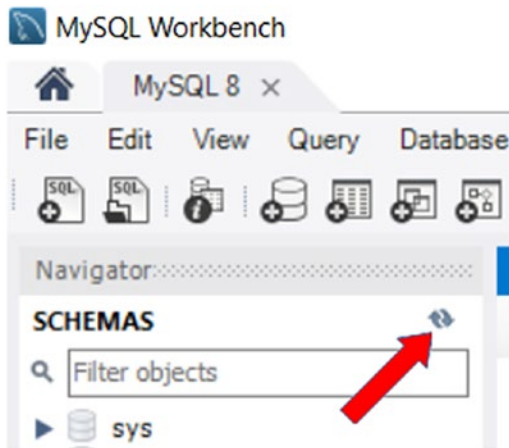 MySQL Workbench
MySQL 8 ×
File Edit View Query Database
SQL SQL
Navigator
SCHEMAS
Filter objects
sys